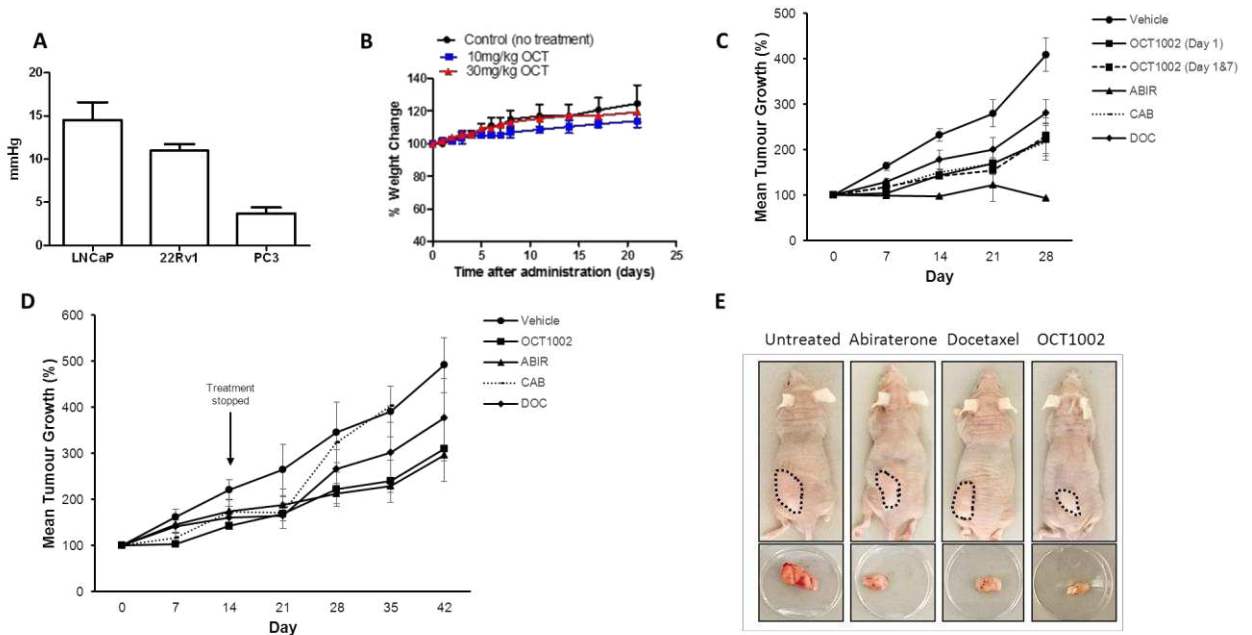 A
mmHg
20
15
10
5
0
LNCaP
22Rv1
PC3
B
Control (no treatment)
10mg/kg OCT
30mg/kg OCT
% Weight Change
140
120
100
80
60
40
0
5
10
15
20
25
Time after administration (days)
C
Mean Tumour Growth (%)
500
400
300
200
100
0
0
7
14
21
28
Day
Vehicle
OCT1002 (Day 1)
OCT1002 (Day 1&7)
ABIR
CAB
DOC
D
Mean Tumour Growth (%)
600
500
400
300
200
100
0
Treatment
stopped
0
7
14
21
28
35
42
Day
Vehicle
OCT1002
ABIR
CAB
DOC
E
Untreated
Abiraterone
Docetaxel
OCT1002